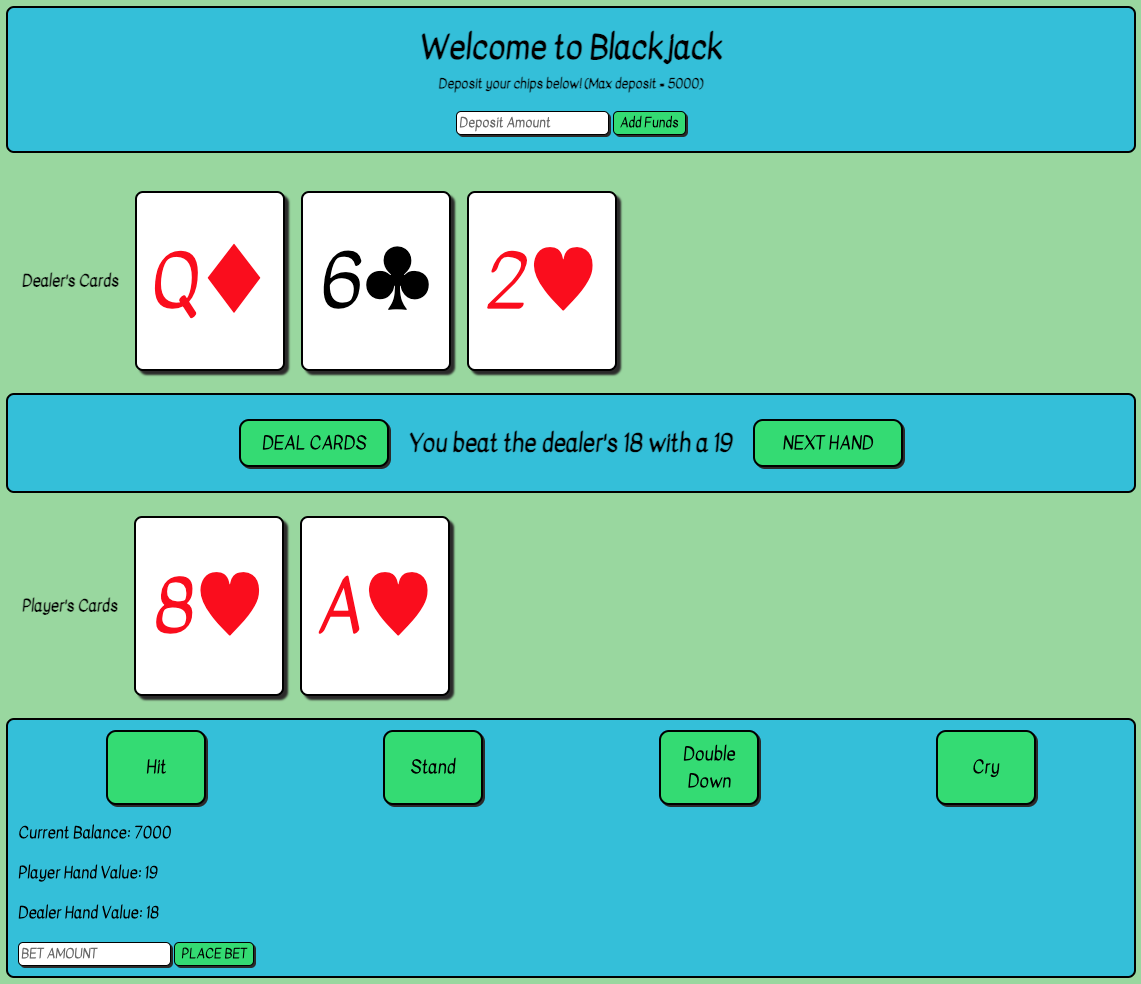 Welcome to Blackjack
Deposit your chips below! (Max deposit = 5000)
Deposit Amount Add Funds
Dealer's Cards Q♦ 6♣ 2♥
DEAL CARDS You beat the dealer's 18 with a 19 NEXT HAND
Player's Cards 8♥ A♥
Hit Stand Double Down Cry
Current Balance: 7000
Player Hand Value: 19
Dealer Hand Value: 18
BET AMOUNT PLACE BET